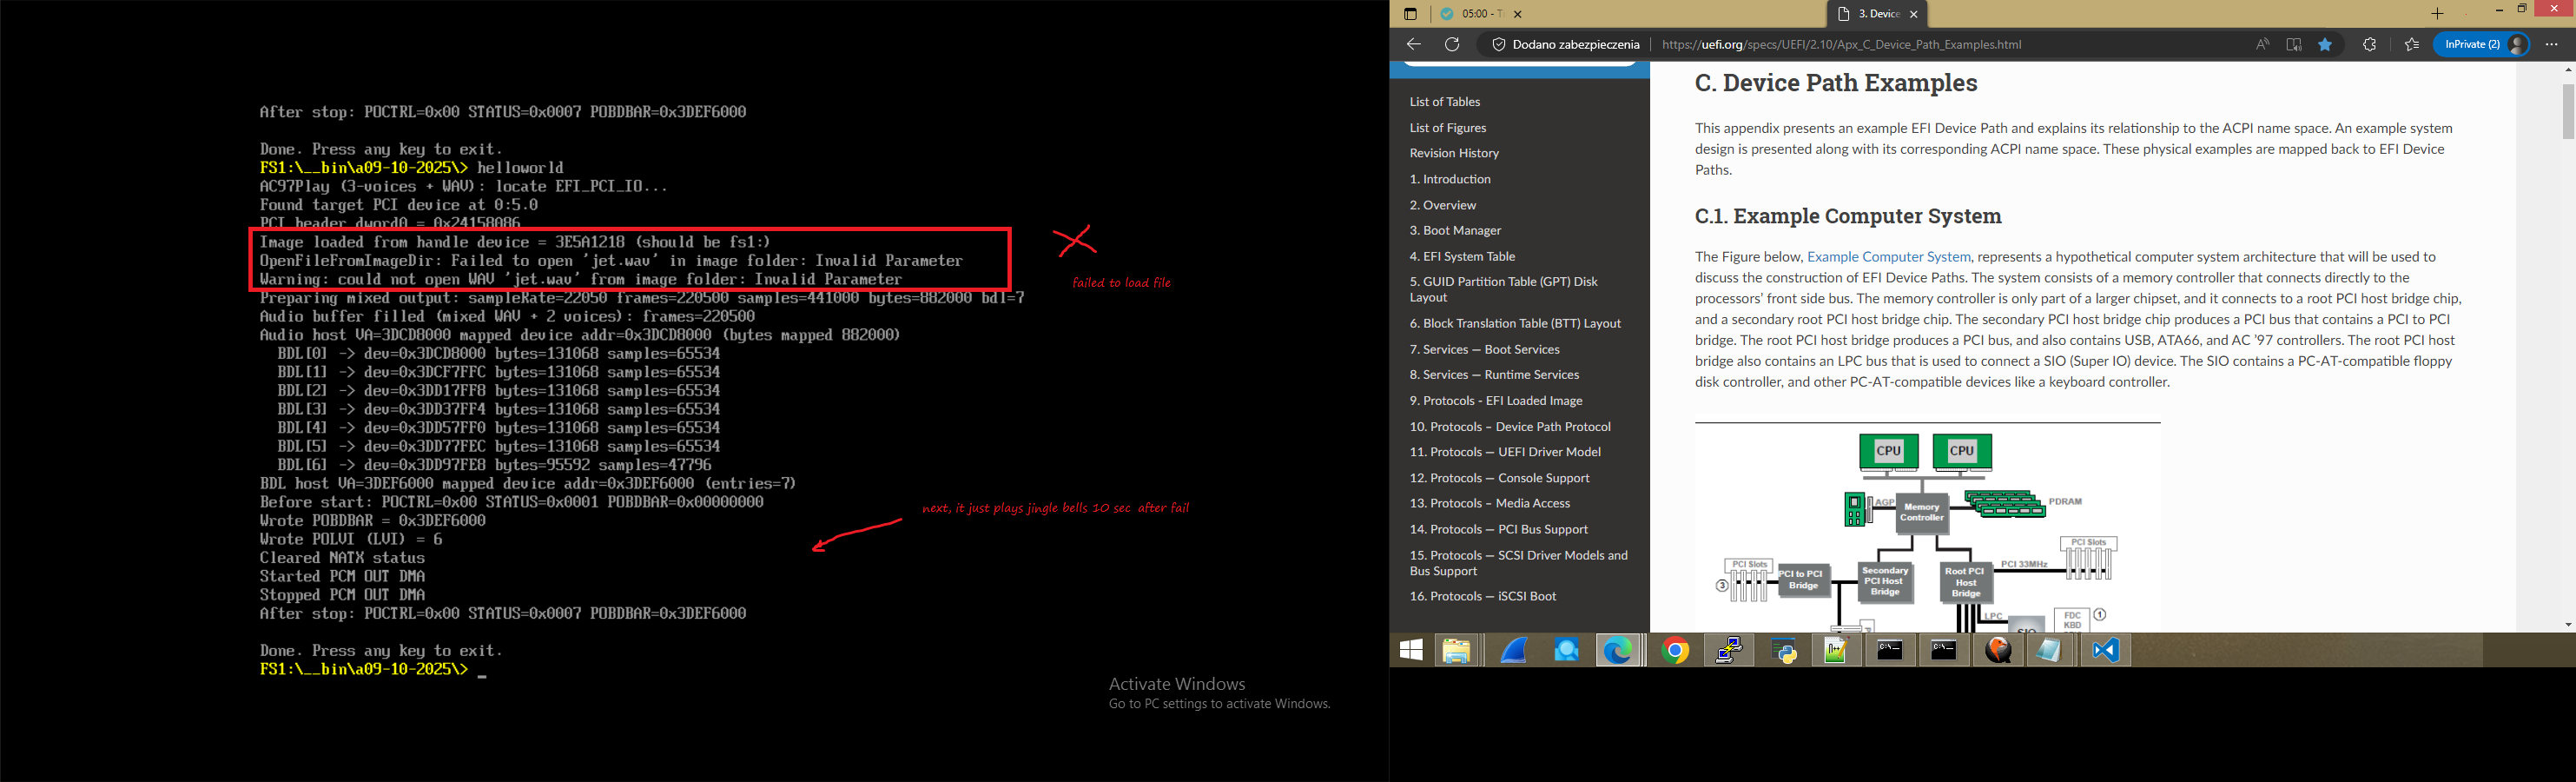 After stop: POCTRL=0x00 STATUS=0x0007 POBDBAR=0x3DEF6000
Done. Press any key to exit.
FS1:\__bin\a09-10-2025\> helloworld
AC97Play (3-voices + WAV): locate EFI_PCI_IO...
Found target PCI device at 0:5.0
PCI header dword0 = 0x24158086
Image loaded from handle device = 3E5A1218 (should be fs1:)
OpenFileFromImageDir: Failed to open 'jet.wav' in image folder: Invalid Parameter
Warning: could not open WAV 'jet.wav' from image folder: Invalid Parameter
Preparing mixed output: sampleRate=22050 frames=220500 samples=441000 bytes=882000 bdl=7
Audio buffer filled (mixed WAV + 2 voices): frames=220500
Audio host VA=3DCD8000 mapped device addr=0x3DCD8000 (bytes mapped 882000)
BDL[0] -> dev=0x3DCD8000 bytes=131068 samples=65534
BDL[1] -> dev=0x3DCF7FFC bytes=131068 samples=65534
BDL[2] -> dev=0x3DD17FF8 bytes=131068 samples=65534
BDL[3] -> dev=0x3DD37FF4 bytes=131068 samples=65534
BDL[4] -> dev=0x3DD57FF0 bytes=131068 samples=65534
BDL[5] -> dev=0x3DD77FEC bytes=131068 samples=65534
BDL[6] -> dev=0x3DD97FE8 bytes=95592 samples=47796
BDL host VA=3DEF6000 mapped device addr=0x3DEF6000 (entries=7)
Before start: POCTRL=0x00 STATUS=0x0001 POBDBAR=0x00000000
Wrote POBDBAR = 0x3DEF6000
Wrote POLVI (LVI) = 6
Cleared NATX status
Started PCM OUT DMA
Stopped PCM OUT DMA
After stop: POCTRL=0x00 STATUS=0x0007 POBDBAR=0x3DEF6000
Done. Press any key to exit.
FS1:\__bin\a09-10-2025\> _
failed to load file
next, it just plays jingle bells 10 sec after fail
Activate Windows
Go to PC settings to activate Windows.
05:00 - T
3. Device
Dodano zabezpieczenia
https://uefi.org/specs/UEFI/2.10/Apx_C_Device_Path_Examples.html
InPrivate (2)
List of Tables
List of Figures
Revision History
1. Introduction
2. Overview
3. Boot Manager
4. EFI System Table
5. GUID Partition Table (GPT) Disk
Layout
6. Block Translation Table (BTT) Layout
7. Services — Boot Services
8. Services — Runtime Services
9. Protocols - EFI Loaded Image
10. Protocols – Device Path Protocol
11. Protocols — UEFI Driver Model
12. Protocols — Console Support
13. Protocols – Media Access
14. Protocols — PCI Bus Support
15. Protocols — SCSI Driver Models and
Bus Support
16. Protocols — iSCSI Boot
C. Device Path Examples
This appendix presents an example EFI Device Path and explains its relationship to the ACPI name space. An example system
design is presented along with its corresponding ACPI name space. These physical examples are mapped back to EFI Device
Paths.
C.1. Example Computer System
The Figure below, Example Computer System, represents a hypothetical computer system architecture that will be used to
discuss the construction of EFI Device Paths. The system consists of a memory controller that connects directly to the
processors' front side bus. The memory controller is only part of a larger chipset, and it connects to a root PCI host bridge chip,
and a secondary root PCI host bridge chip. The secondary PCI host bridge chip produces a PCI bus that contains a PCI to PCI
bridge. The root PCI host bridge produces a PCI bus, and also contains USB, ATA66, and AC '97 controllers. The root PCI host
bridge also contains an LPC bus that is used to connect a SIO (Super IO) device. The SIO contains a PC-AT-compatible floppy
disk controller, and other PC-AT-compatible devices like a keyboard controller.
CPU
CPU
AGP
Memory
Controller
PDRAM
PCI Slots
3
PCI to PCI
Bridge
Secondary
PCI Host
Bridge
Root PCI
Host
Bridge
PCI 33MHz
PCI Slots
LPC
SIO
FDC
KBD
1